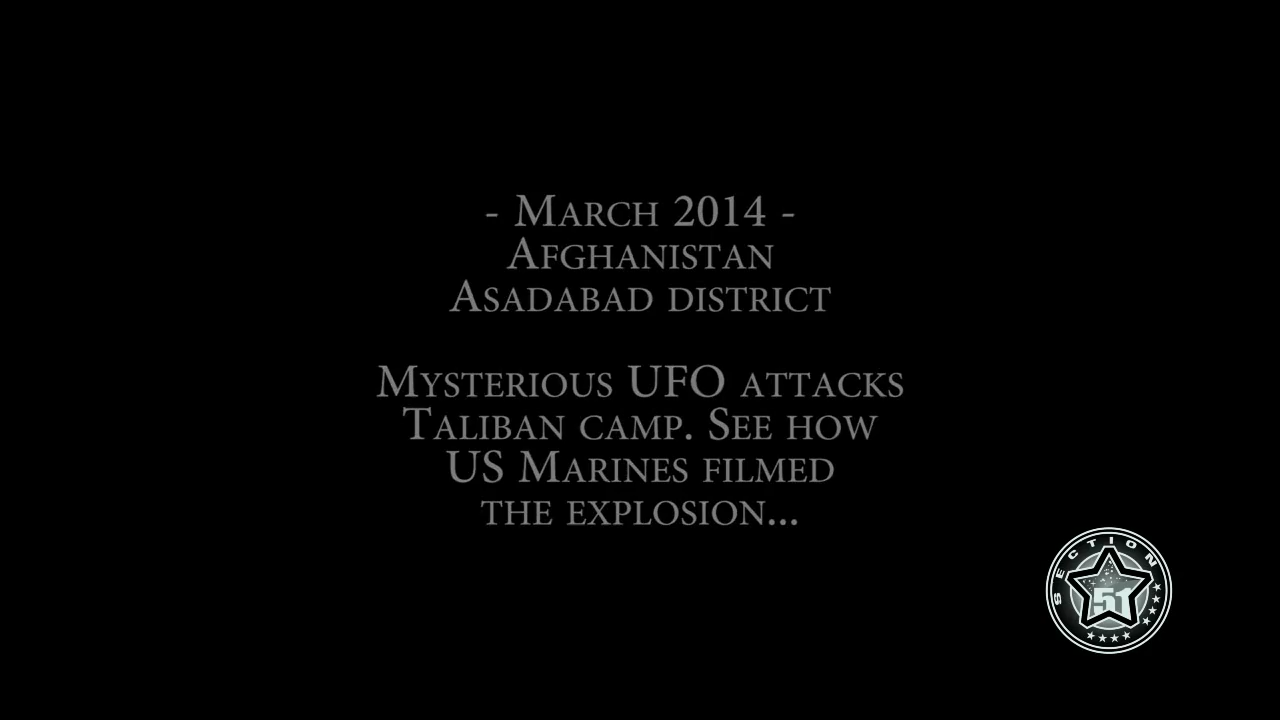 - March 2014 -
Afghanistan
Asadabad district
Mysterious UFO attacks
Taliban camp. See how
US Marines filmed
the explosion...
SECTION
51